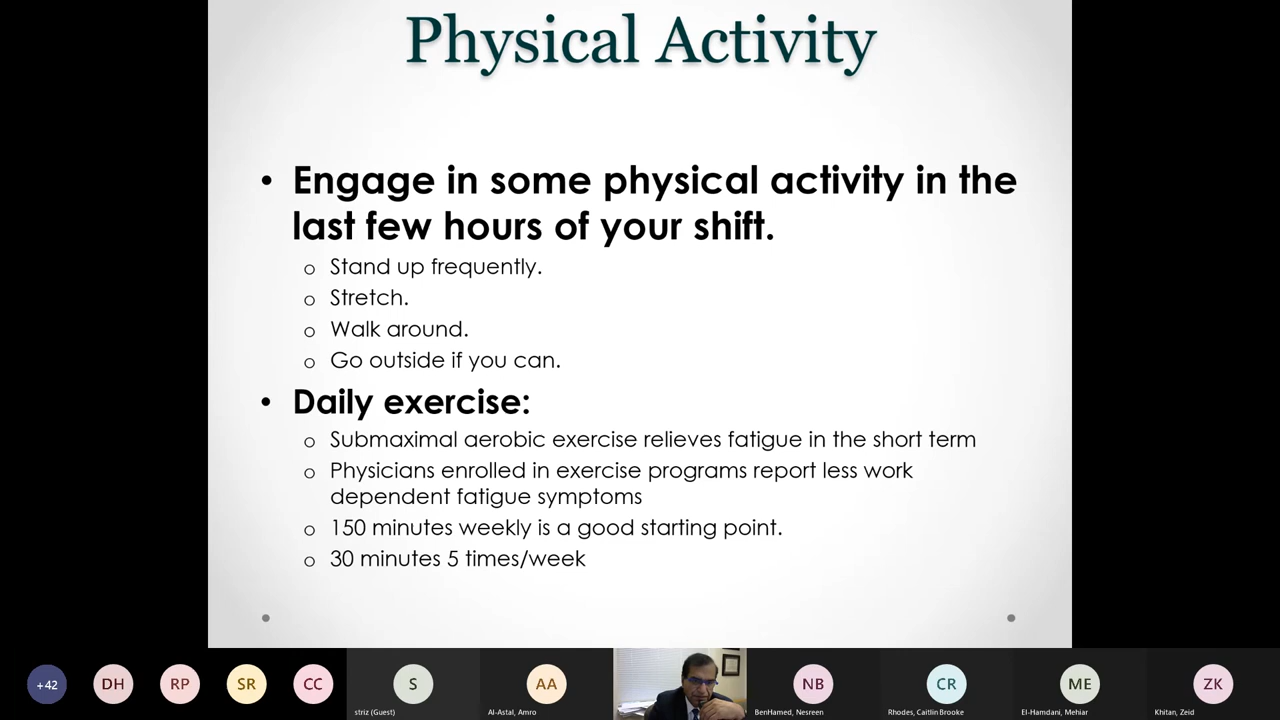 Physical Activity
• Engage in some physical activity in the
last few hours of your shift.
o Stand up frequently.
o Stretch.
o Walk around.
o Go outside if you can.
• Daily exercise:
o Submaximal aerobic exercise relieves fatigue in the short term
o Physicians enrolled in exercise programs report less work
dependent fatigue symptoms
o 150 minutes weekly is a good starting point.
o 30 minutes 5 times/week
+42 DH RP SR CC S AA NB CR ME ZK
striz (Guest) Al-Astal, Amro BenHamed, Nesreen Rhodes, Caitlin Brooke El-Hamdani, Mehiar Khitan, Zeid